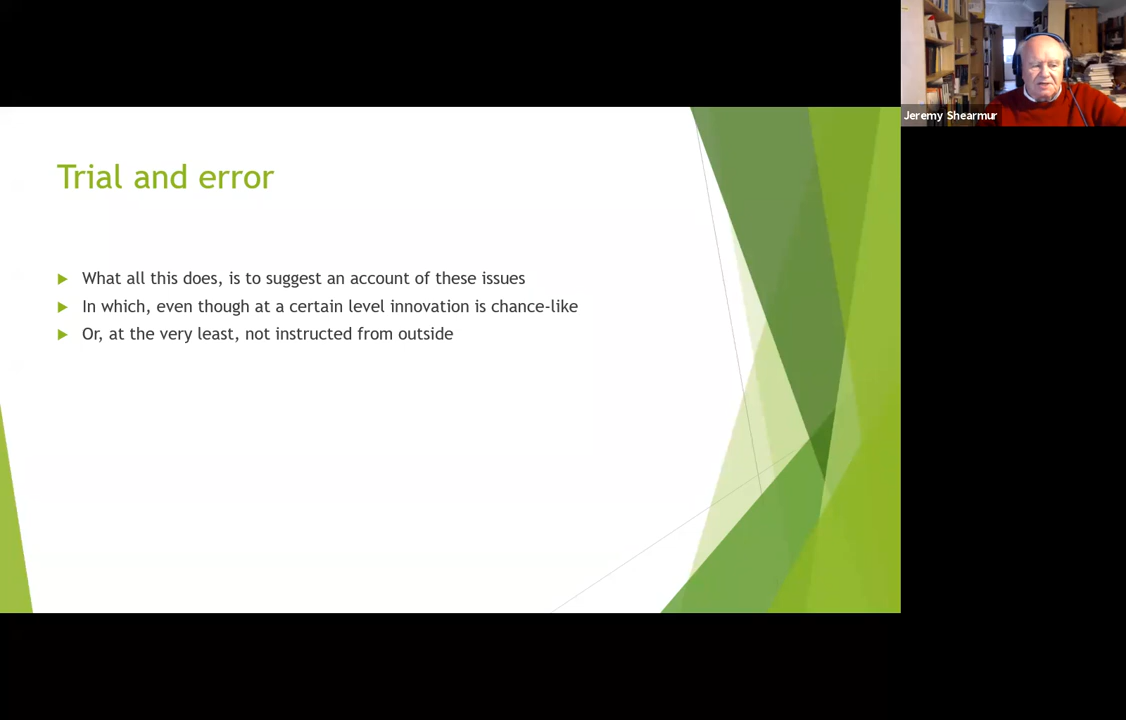 Trial and error
What all this does, is to suggest an account of these issues
In which, even though at a certain level innovation is chance-like
Or, at the very least, not instructed from outside
Jeremy Shearmur